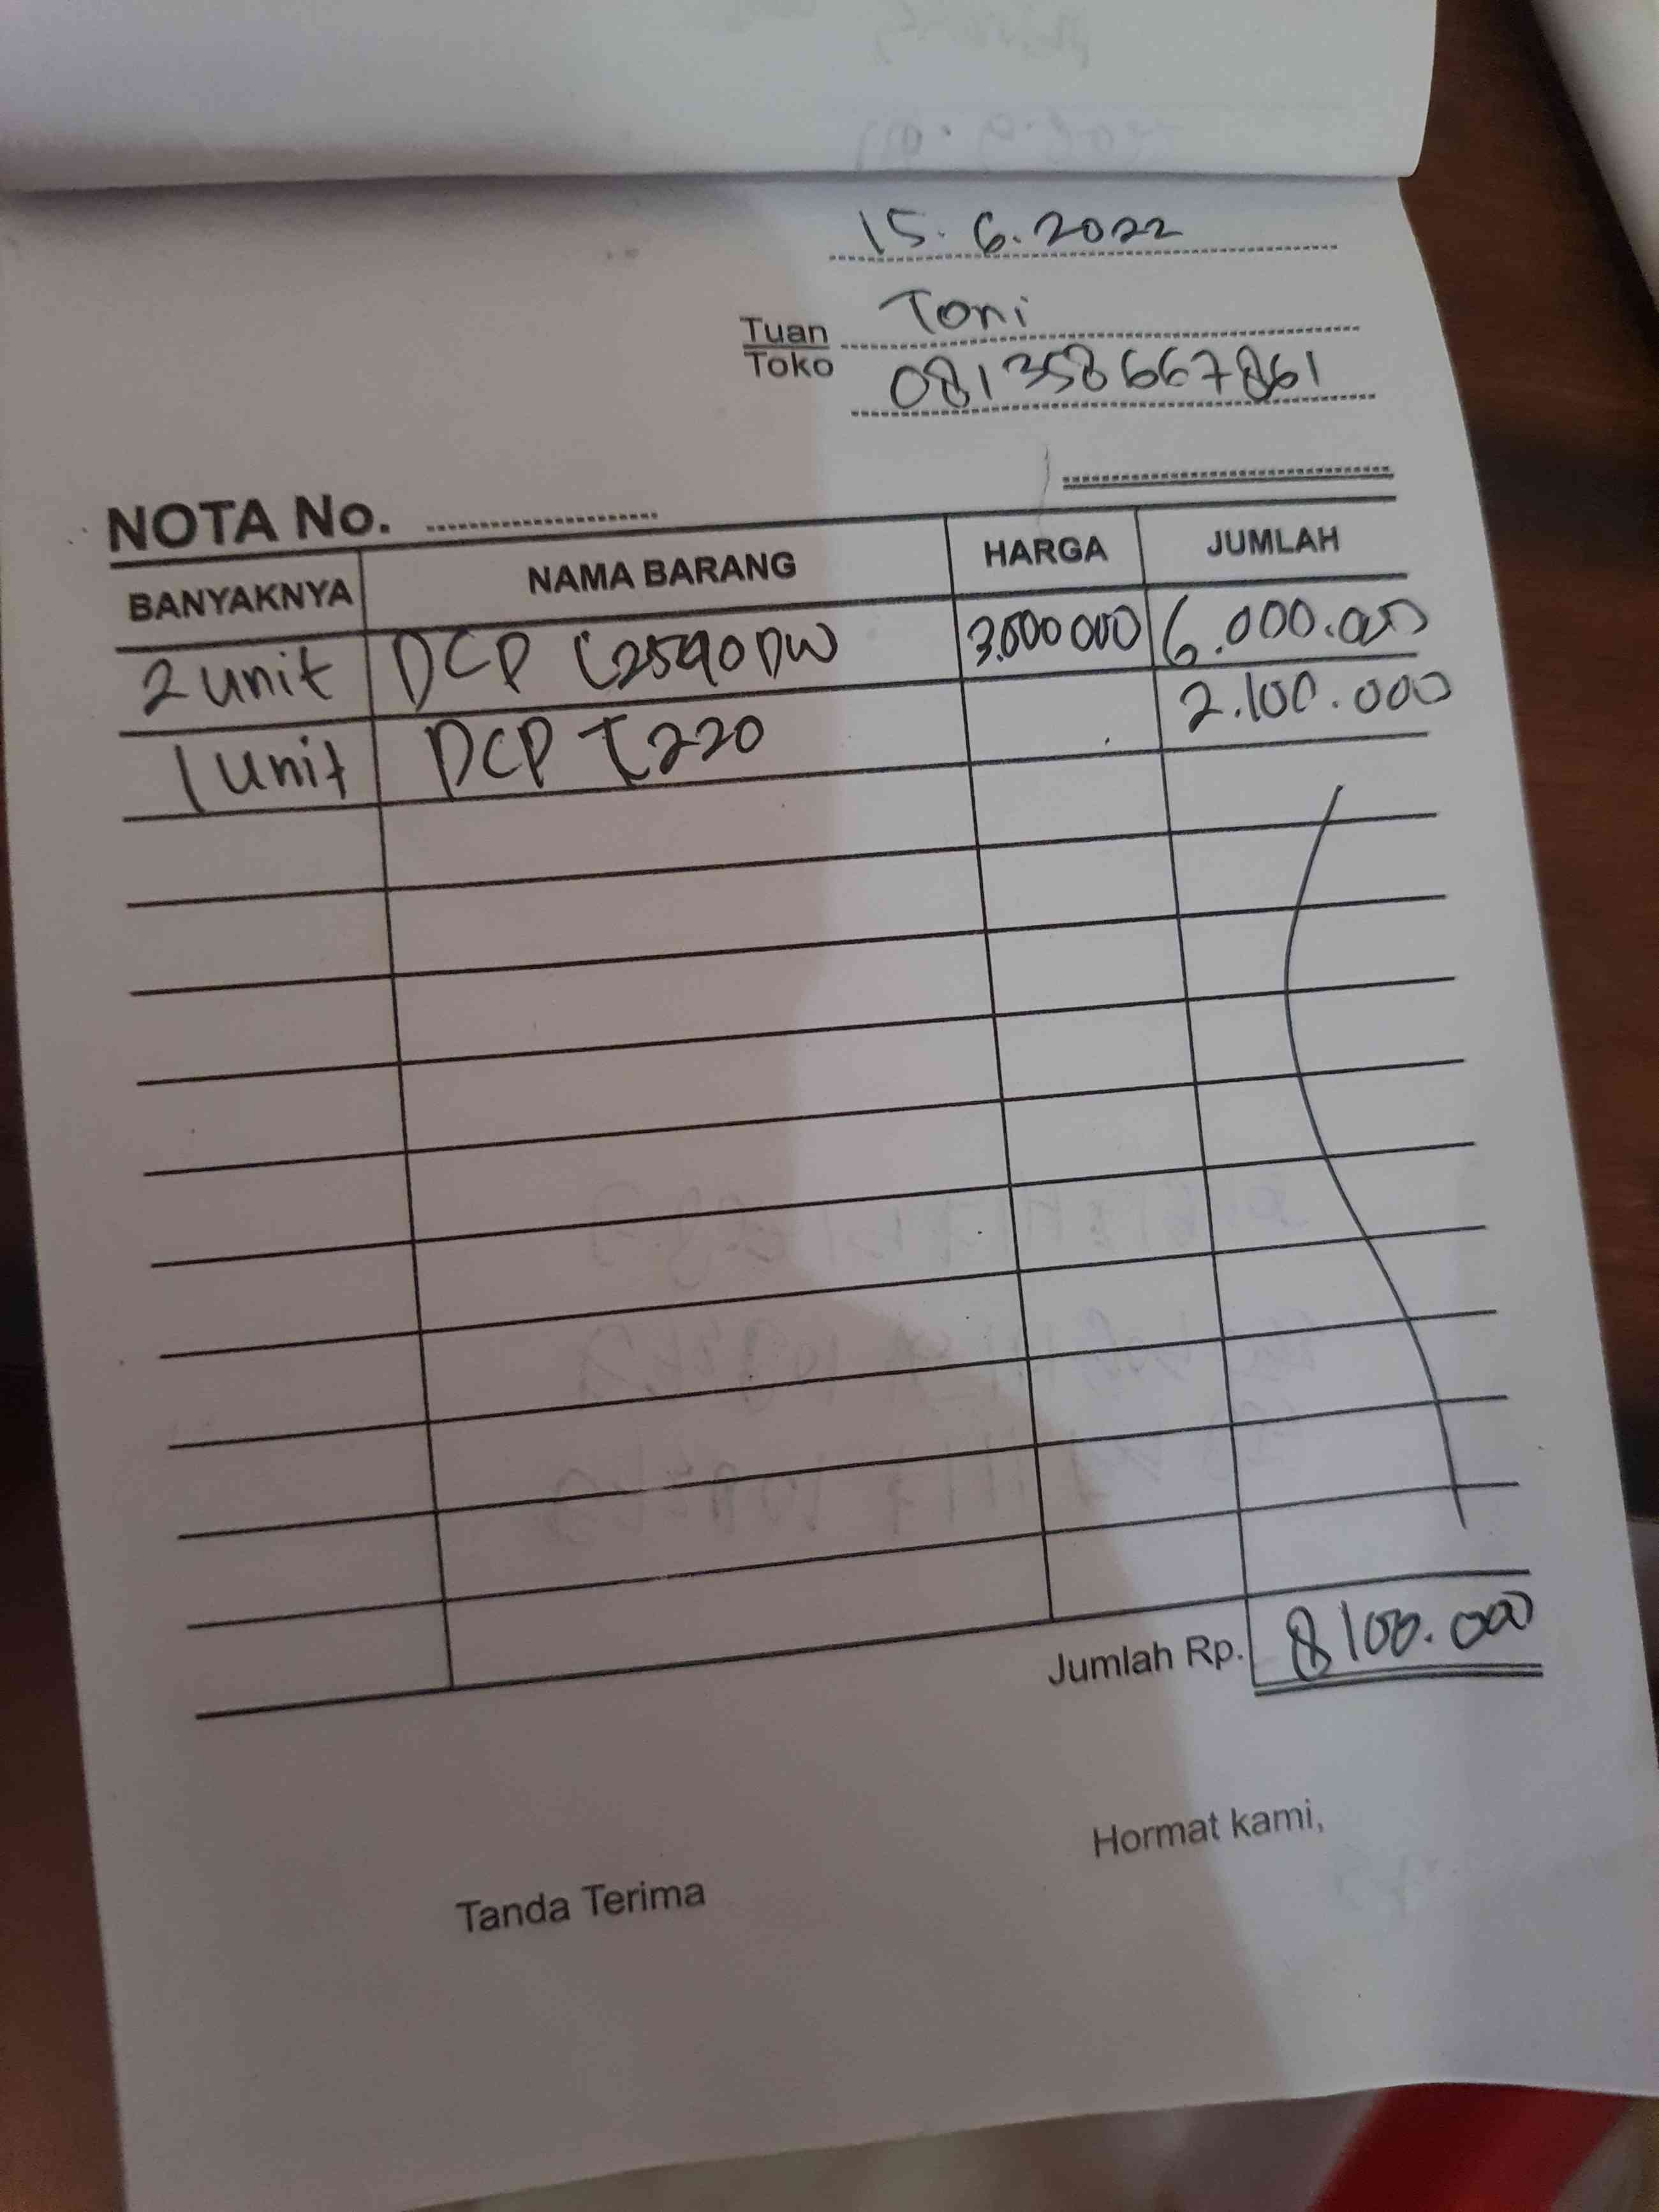 15.6.2022
Tuan Toni
Toko 081358667861
NOTA No.
BANYAKNYA NAMA BARANG HARGA JUMLAH
2 unit DCP L2540DW 3.000 000 6.000.000
1 unit DCP T220 2.100.000
Jumlah Rp. 8100.000
Hormat kami,
Tanda Terima